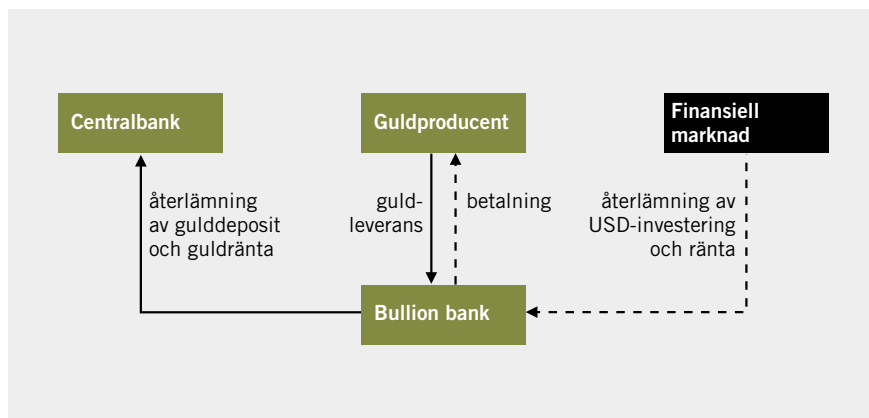 Centralbank
Guldproducent
Finansiell
marknad
återlämning
av gulddeposit
och guldränta
guld-
leverans
betalning
återlämning av
USD-investering
och ränta
Bullion bank